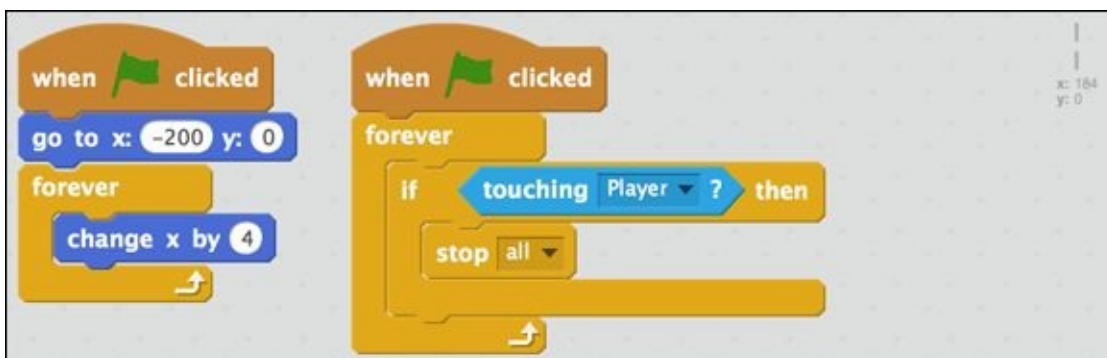 when clicked
go to x: -200 y: 0
forever
change x by 4
when clicked
forever
if touching Player ? then
stop all
x: 184
y: 0